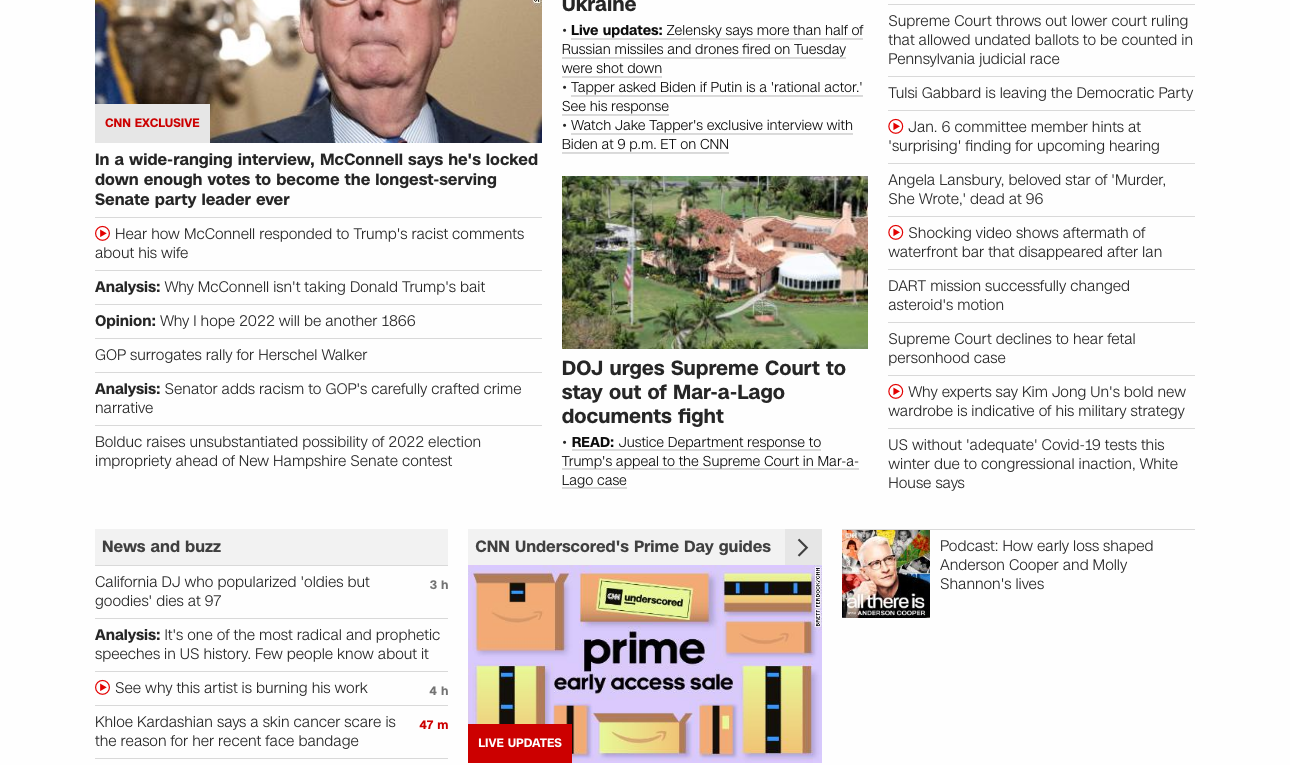 CNN EXCLUSIVE
In a wide-ranging interview, McConnell says he's locked
down enough votes to become the longest-serving
Senate party leader ever
Hear how McConnell responded to Trump's racist comments
about his wife
Analysis: Why McConnell isn't taking Donald Trump's bait
Opinion: Why I hope 2022 will be another 1866
GOP surrogates rally for Herschel Walker
Analysis: Senator adds racism to GOP's carefully crafted crime
narrative
Bolduc raises unsubstantiated possibility of 2022 election
impropriety ahead of New Hampshire Senate contest
Ukraine
• Live updates: Zelensky says more than half of
Russian missiles and drones fired on Tuesday
were shot down
• Tapper asked Biden if Putin is a 'rational actor.'
See his response
• Watch Jake Tapper's exclusive interview with
Biden at 9 p.m. ET on CNN
DOJ urges Supreme Court to
stay out of Mar-a-Lago
documents fight
• READ: Justice Department response to
Trump's appeal to the Supreme Court in Mar-a-
Lago case
Supreme Court throws out lower court ruling
that allowed undated ballots to be counted in
Pennsylvania judicial race
Tulsi Gabbard is leaving the Democratic Party
Jan. 6 committee member hints at
'surprising' finding for upcoming hearing
Angela Lansbury, beloved star of 'Murder,
She Wrote,' dead at 96
Shocking video shows aftermath of
waterfront bar that disappeared after Ian
DART mission successfully changed
asteroid's motion
Supreme Court declines to hear fetal
personhood case
Why experts say Kim Jong Un's bold new
wardrobe is indicative of his military strategy
US without 'adequate' Covid-19 tests this
winter due to congressional inaction, White
House says
News and buzz
California DJ who popularized 'oldies but
goodies' dies at 97
3 h
Analysis: It's one of the most radical and prophetic
speeches in US history. Few people know about it
See why this artist is burning his work
4 h
Khloe Kardashian says a skin cancer scare is
the reason for her recent face bandage
47 m
CNN Underscored's Prime Day guides
CNN underscored
prime
early access sale
LIVE UPDATES
all there is
WITH ANDERSON COOPER
Podcast: How early loss shaped
Anderson Cooper and Molly
Shannon's lives